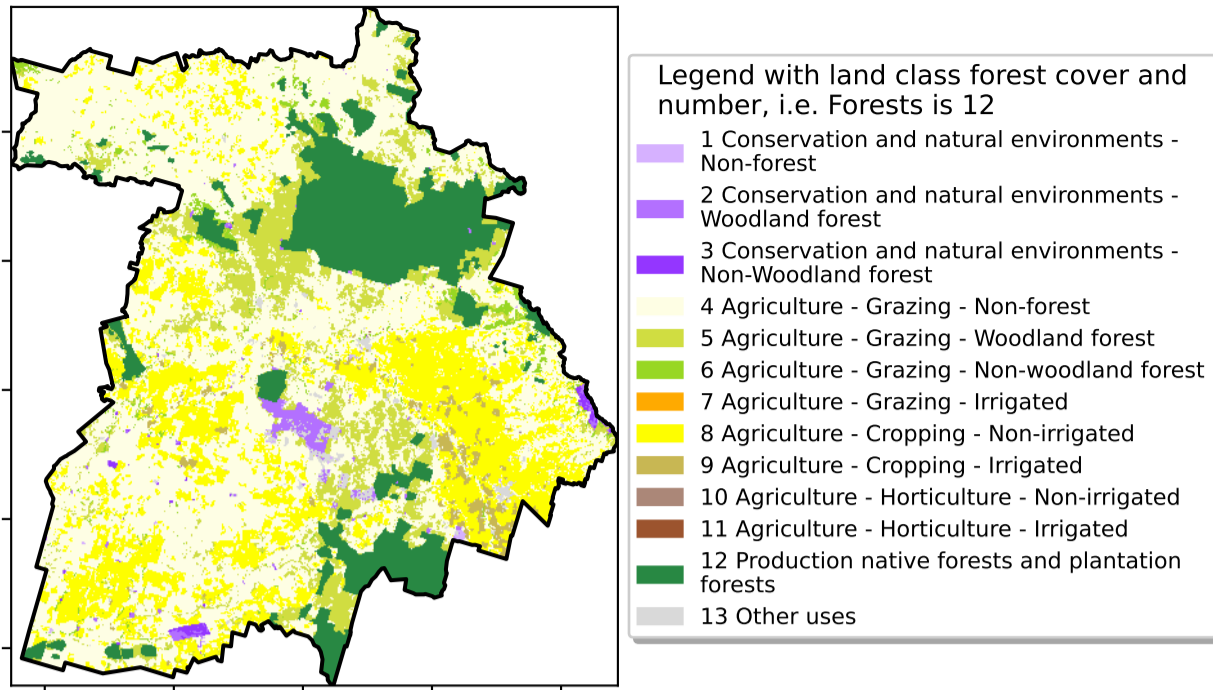 Legend with land class forest cover and
number, i.e. Forests is 12
1 Conservation and natural environments -
Non-forest
2 Conservation and natural environments -
Woodland forest
3 Conservation and natural environments -
Non-Woodland forest
4 Agriculture - Grazing - Non-forest
5 Agriculture - Grazing - Woodland forest
6 Agriculture - Grazing - Non-woodland forest
7 Agriculture - Grazing - Irrigated
8 Agriculture - Cropping - Non-irrigated
9 Agriculture - Cropping - Irrigated
10 Agriculture - Horticulture - Non-irrigated
11 Agriculture - Horticulture - Irrigated
12 Production native forests and plantation
forests
13 Other uses